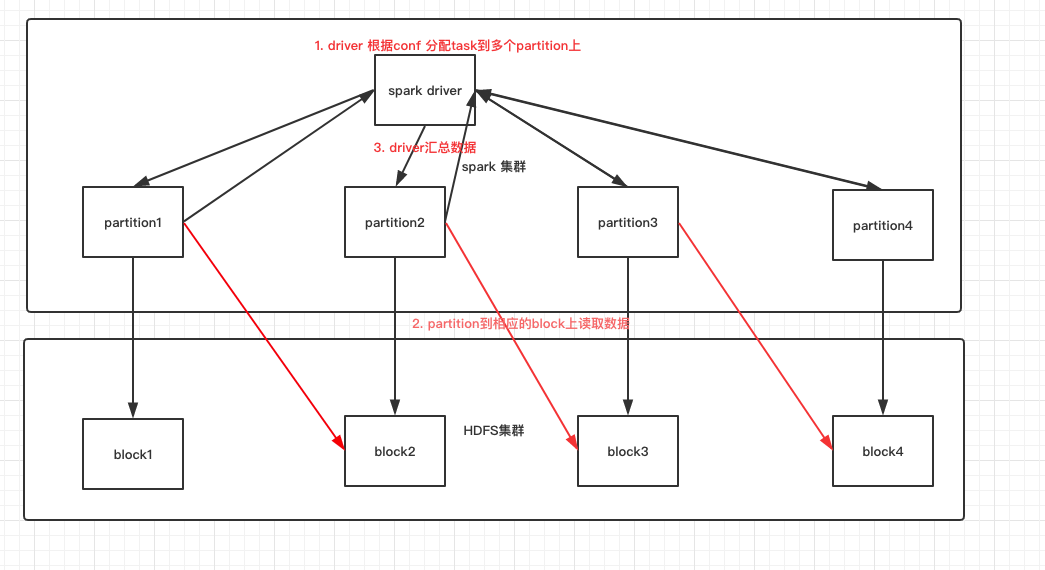 1. driver 根据conf 分配task到多个partition上
spark driver
3. driver汇总数据
spark 集群
partition1
partition2
partition3
partition4
2. partition到相应的block上读取数据
HDFS集群
block1
block2
block3
block4